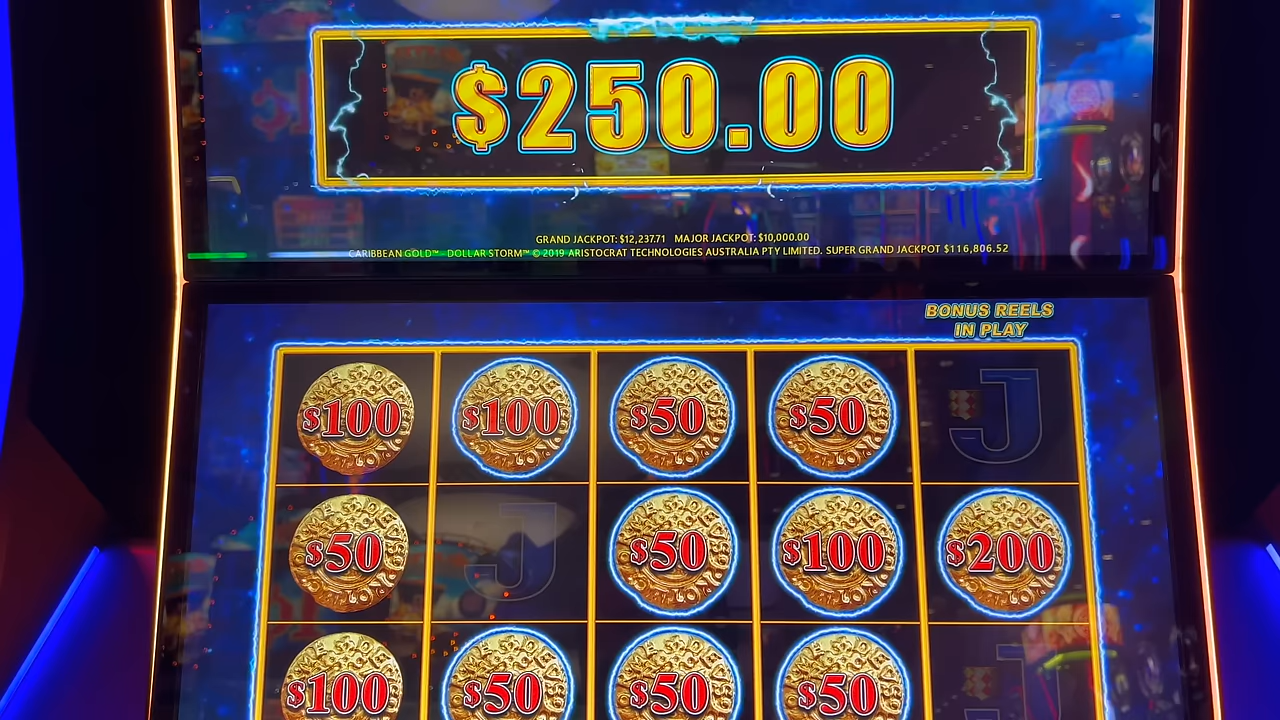 $250.00
GRAND JACKPOT: $12,237.71 MAJOR JACKPOT: $10,000.00
CARIBBEAN GOLD™ - DOLLAR STORM™ © 2019 ARISTOCRAT TECHNOLOGIES AUSTRALIA PTY LIMITED. SUPER GRAND JACKPOT $116,806.52
BONUS REELS
IN PLAY
$100 $100 $50 $50 J
$50 J $50 $100 $200
$100 $50 $50 $50 J